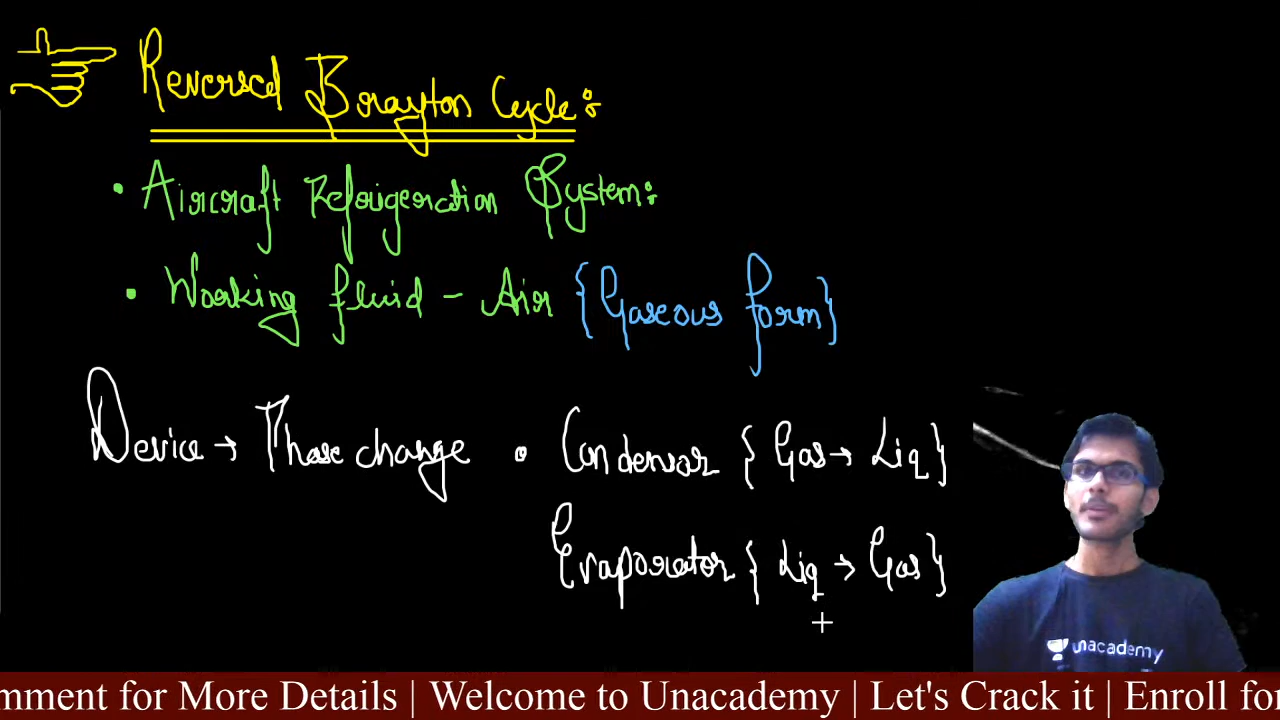 Reversed Brayton Cycle:
• Aircraft Refrigeration System:
• Working fluid - Air {Gaseous form}
Device → Phase change • Condensor { Gas → Liq }
Evaporator { Liq → Gas }
unacademy
mment for More Details | Welcome to Unacademy | Let's Crack it | Enroll for